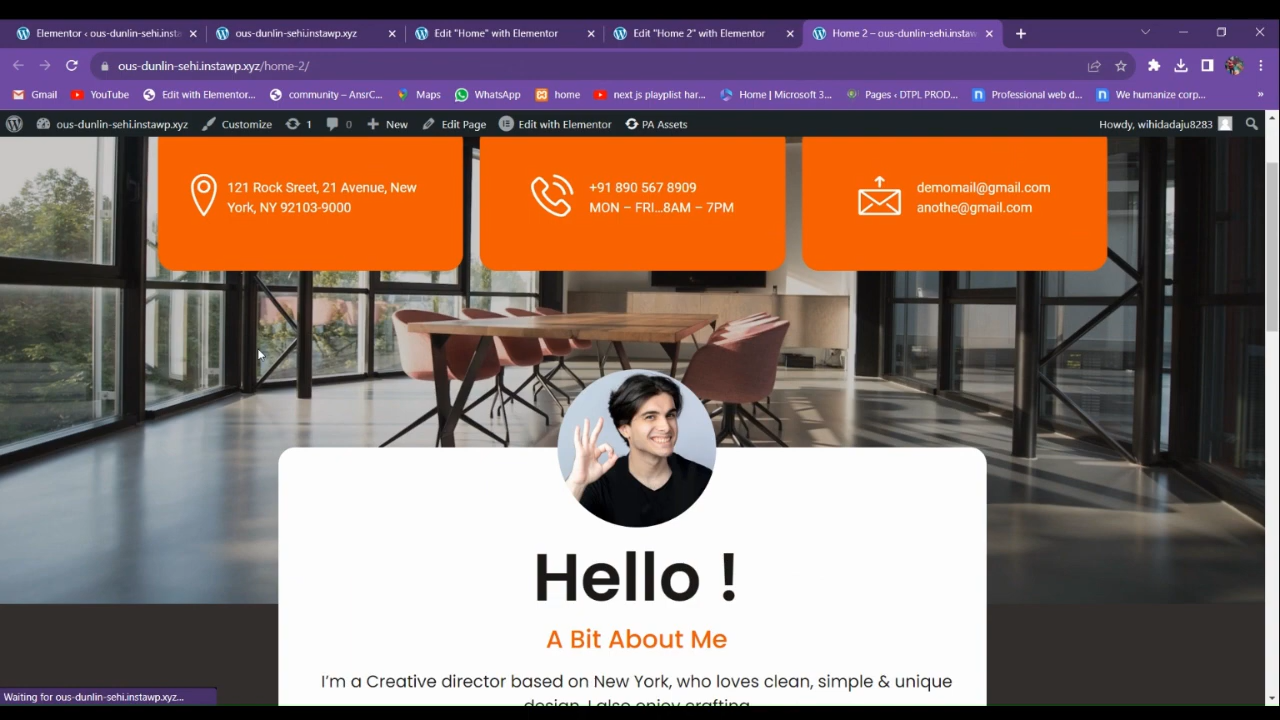 Elementor ‹ ous-dunlin-sehi.insta
ous-dunlin-sehi.instawp.xyz
Edit "Home" with Elementor
Edit "Home 2" with Elementor
Home 2 – ous-dunlin-sehi.instaw
ous-dunlin-sehi.instawp.xyz/home-2/
Gmail
YouTube
Edit with Elementor...
community – AnsrC...
Maps
WhatsApp
home
next js playlist har...
Home | Microsoft 3...
Pages ‹ DTPL PROD...
Professional web d...
We humanize corp...
»
ous-dunlin-sehi.instawp.xyz
Customize
1
0
New
Edit Page
Edit with Elementor
PA Assets
Howdy, wihidadaju8283
121 Rock Sreet, 21 Avenue, New
York, NY 92103-9000
+91 890 567 8909
MON – FRI...8AM – 7PM
demomail@gmail.com
anothe@gmail.com
Hello !
A Bit About Me
I'm a Creative director based on New York, who loves clean, simple & unique
design. I also enjoy crafting
Waiting for ous-dunlin-sehi.instawp.xyz...